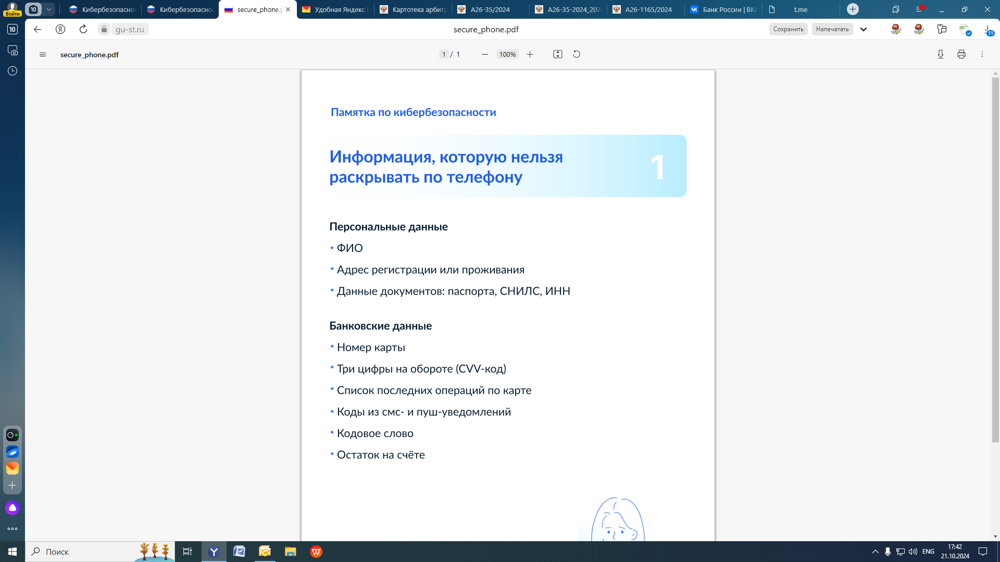 10
Кибербезопасно
Кибербезопасно
secure_phone.p
Удобная Яндекс П
Картотека арбитр
А26-35/2024
А26-35-2024_202
А26-1165/2024
Банк России | ВКо
t.me
Войти
10
gu-st.ru
secure_phone.pdf
Сохранить
Напечатать
11
secure_phone.pdf
1 / 1
100%
Памятка по кибербезопасности
Информация, которую нельзя
раскрывать по телефону
1
Персональные данные
• ФИО
• Адрес регистрации или проживания
• Данные документов: паспорта, СНИЛС, ИНН
Банковские данные
• Номер карты
• Три цифры на обороте (CVV-код)
• Список последних операций по карте
• Коды из смс- и пуш-уведомлений
• Кодовое слово
• Остаток на счёте
Поиск
ENG
17:42
21.10.2024